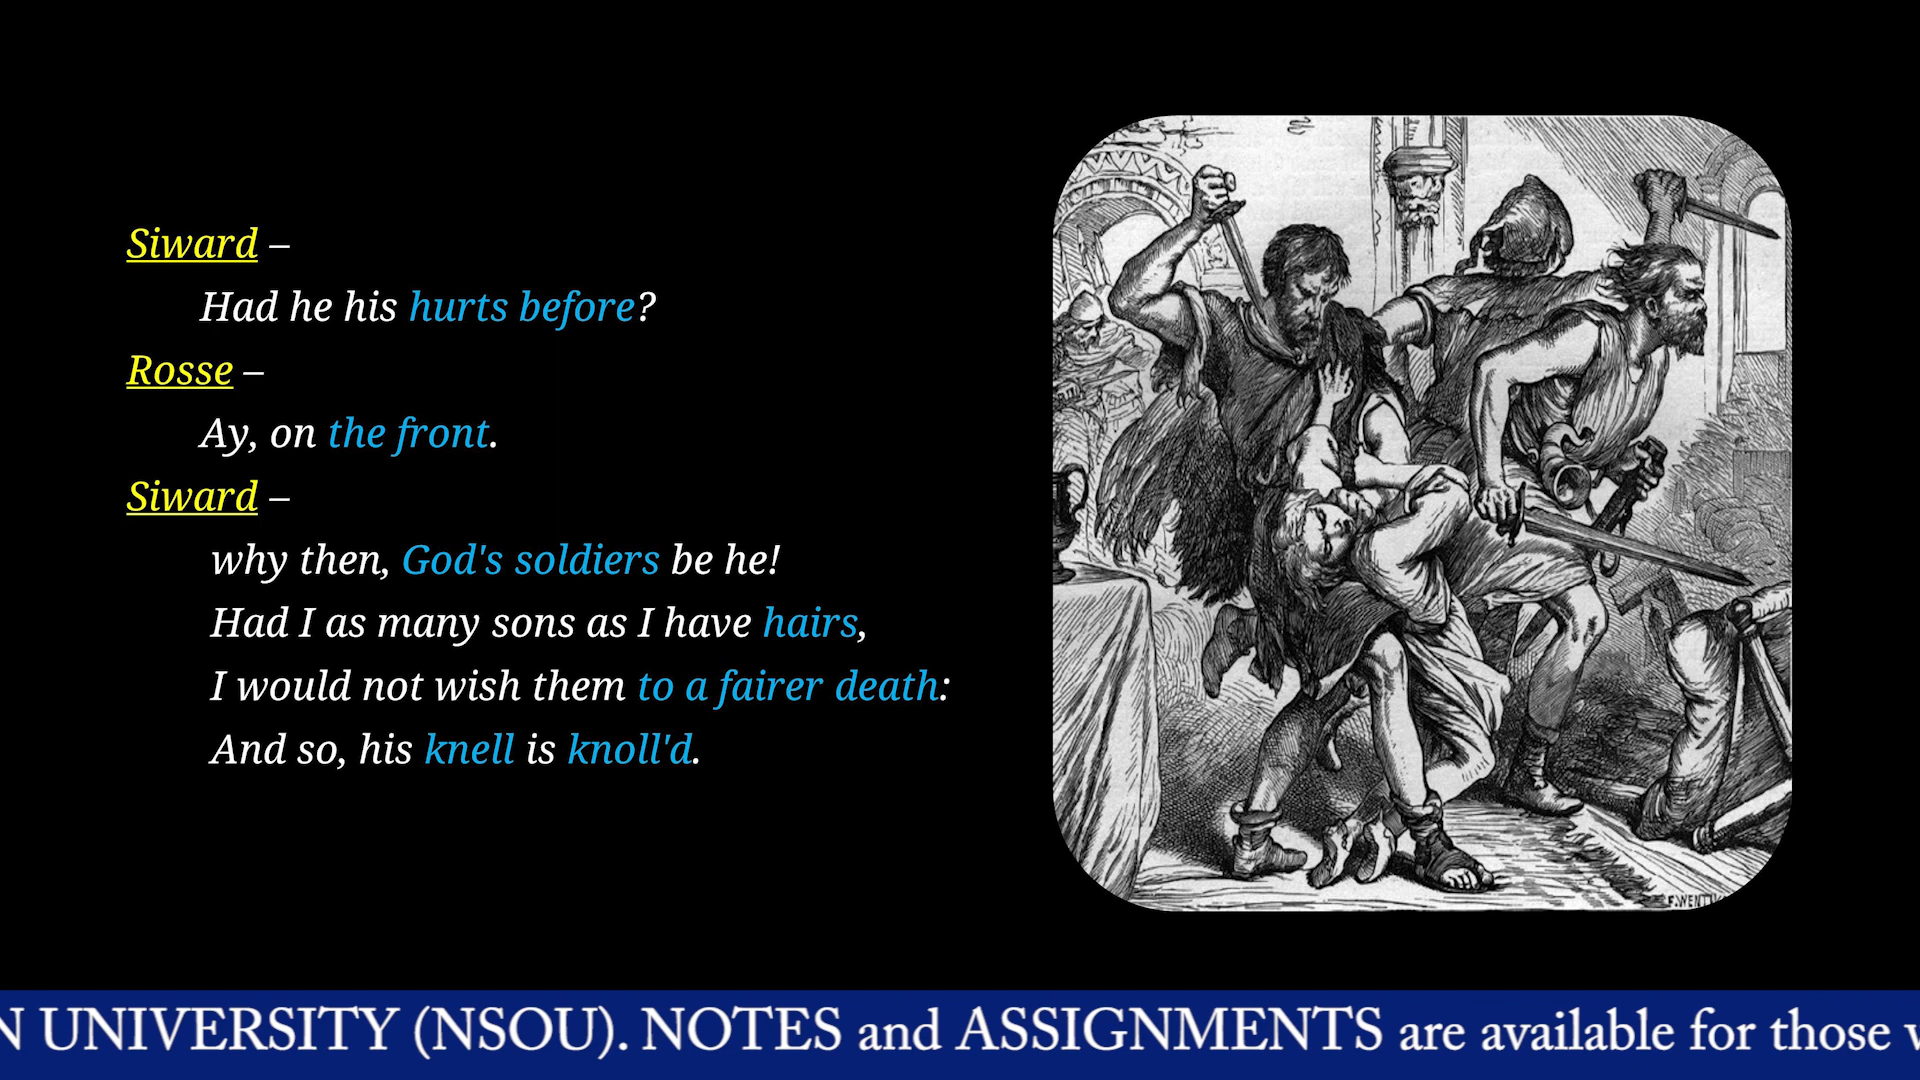 Siward –
Had he his hurts before?
Rosse –
Ay, on the front.
Siward –
why then, God's soldiers be he!
Had I as many sons as I have hairs,
I would not wish them to a fairer death:
And so, his knell is knoll'd.
N UNIVERSITY (NSOU). NOTES and ASSIGNMENTS are available for those